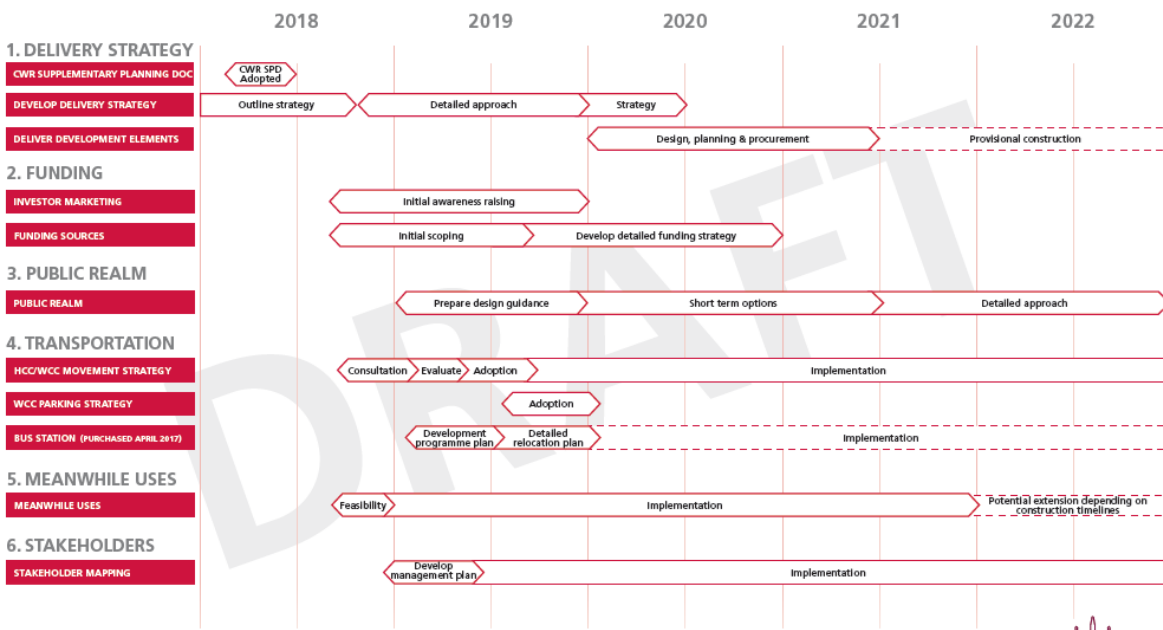 2018 2019 2020 2021 2022
1. DELIVERY STRATEGY
CWR SUPPLEMENTARY PLANNING DOC
CWR SPD
Adopted
DEVELOP DELIVERY STRATEGY
Outline strategy
Detailed approach
Strategy
DELIVER DEVELOPMENT ELEMENTS
Design, planning & procurement
Provisional construction
2. FUNDING
INVESTOR MARKETING
Initial awareness raising
FUNDING SOURCES
Initial scoping
Develop detailed funding strategy
3. PUBLIC REALM
PUBLIC REALM
Prepare design guidance
Short term options
Detailed approach
4. TRANSPORTATION
HCC/WCC MOVEMENT STRATEGY
Consultation
Evaluate
Adoption
Implementation
WCC PARKING STRATEGY
Adoption
BUS STATION (PURCHASED APRIL 2017)
Development
programme plan
Detailed
relocation plan
Implementation
5. MEANWHILE USES
MEANWHILE USES
Feasibility
Implementation
Potential extension depending on
construction timelines
6. STAKEHOLDERS
STAKEHOLDER MAPPING
Develop
management plan
Implementation
DRAFT